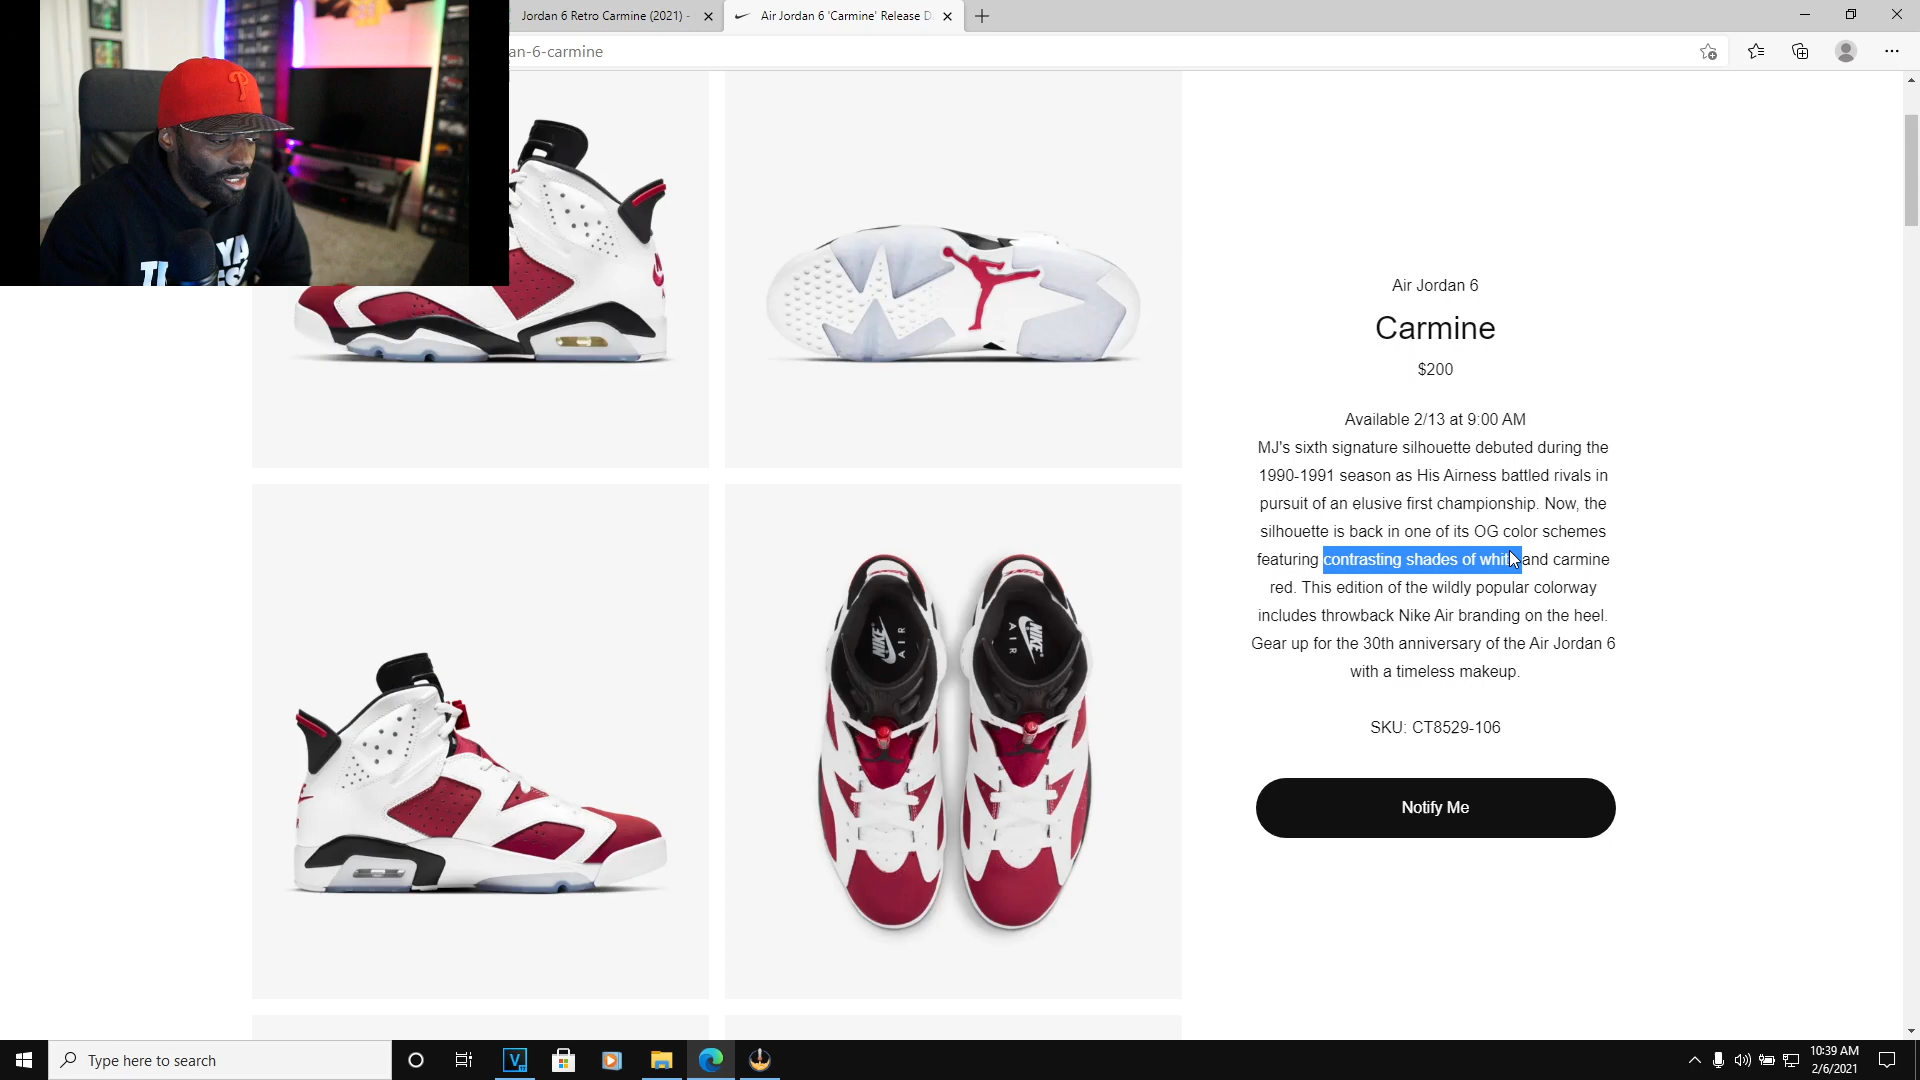 Jordan 6 Retro Carmine (2021) -
Air Jordan 6 'Carmine' Release D
an-6-carmine
P
Air Jordan 6
Carmine
$200
Available 2/13 at 9:00 AM
MJ's sixth signature silhouette debuted during the
1990-1991 season as His Airness battled rivals in
pursuit of an elusive first championship. Now, the
silhouette is back in one of its OG color schemes
featuring contrasting shades of white and carmine
red. This edition of the wildly popular colorway
includes throwback Nike Air branding on the heel.
Gear up for the 30th anniversary of the Air Jordan 6
with a timeless makeup.
SKU: CT8529-106
Notify Me
NIKE AIR
NIKE AIR
Type here to search
V
10:39 AM
2/6/2021